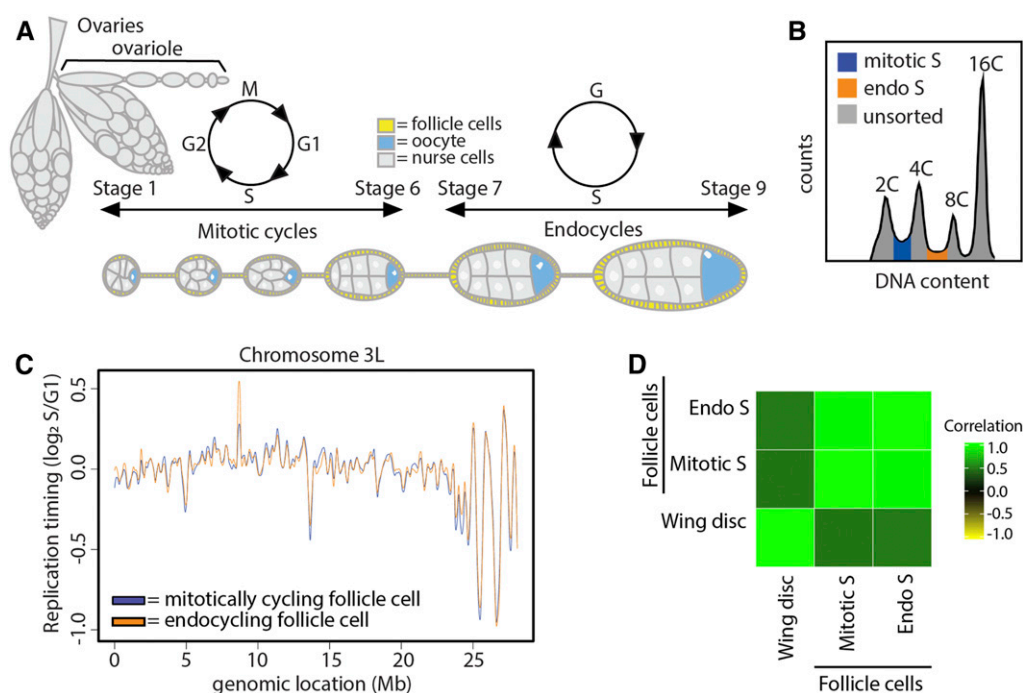 A
Ovaries
ovariole
M
G2
G1
S
G
S
= follicle cells
= oocyte
= nurse cells
Stage 1
Stage 6
Stage 7
Stage 9
Mitotic cycles
Endocycles
B
mitotic S
endo S
unsorted
2C
4C
8C
16C
counts
DNA content
C
Chromosome 3L
Replication timing (log₂ S/G1)
0.5
0.0
-0.5
-1.0
= mitotically cycling follicle cell
= endocycling follicle cell
0 5 10 15 20 25
genomic location (Mb)
D
Follicle cells
Endo S
Mitotic S
Wing disc
Wing disc
Mitotic S
Endo S
Follicle cells
Correlation
1.0
0.5
0.0
-0.5
-1.0